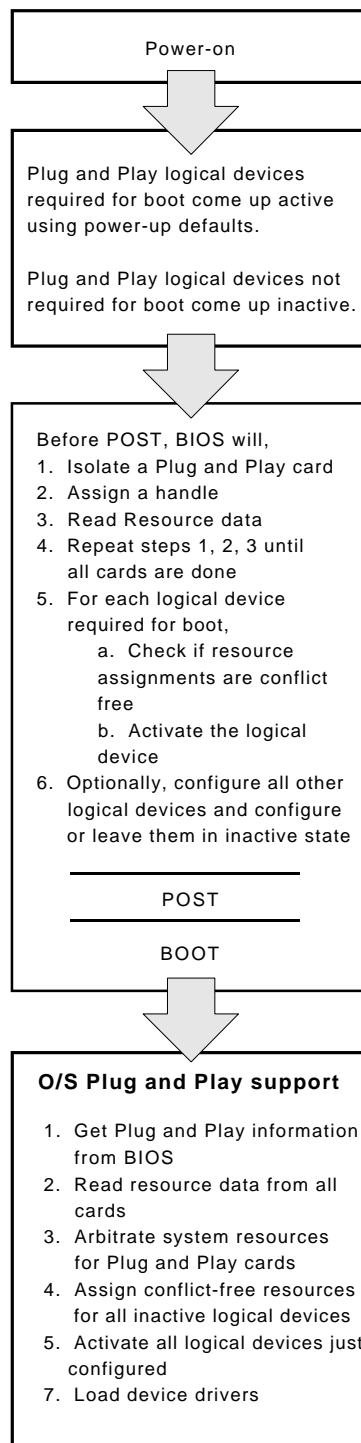 Power-on
Plug and Play logical devices
required for boot come up active
using power-up defaults.
Plug and Play logical devices not
required for boot come up inactive.
Before POST, BIOS will,
1. Isolate a Plug and Play card
2. Assign a handle
3. Read Resource data
4. Repeat steps 1, 2, 3 until
all cards are done
5. For each logical device
required for boot,
a. Check if resource
assignments are conflict
free
b. Activate the logical
device
6. Optionally, configure all other
logical devices and configure
or leave them in inactive state
POST
BOOT
O/S Plug and Play support
1. Get Plug and Play information
from BIOS
2. Read resource data from all
cards
3. Arbitrate system resources
for Plug and Play cards
4. Assign conflict-free resources
for all inactive logical devices
5. Activate all logical devices just
configured
7. Load device drivers